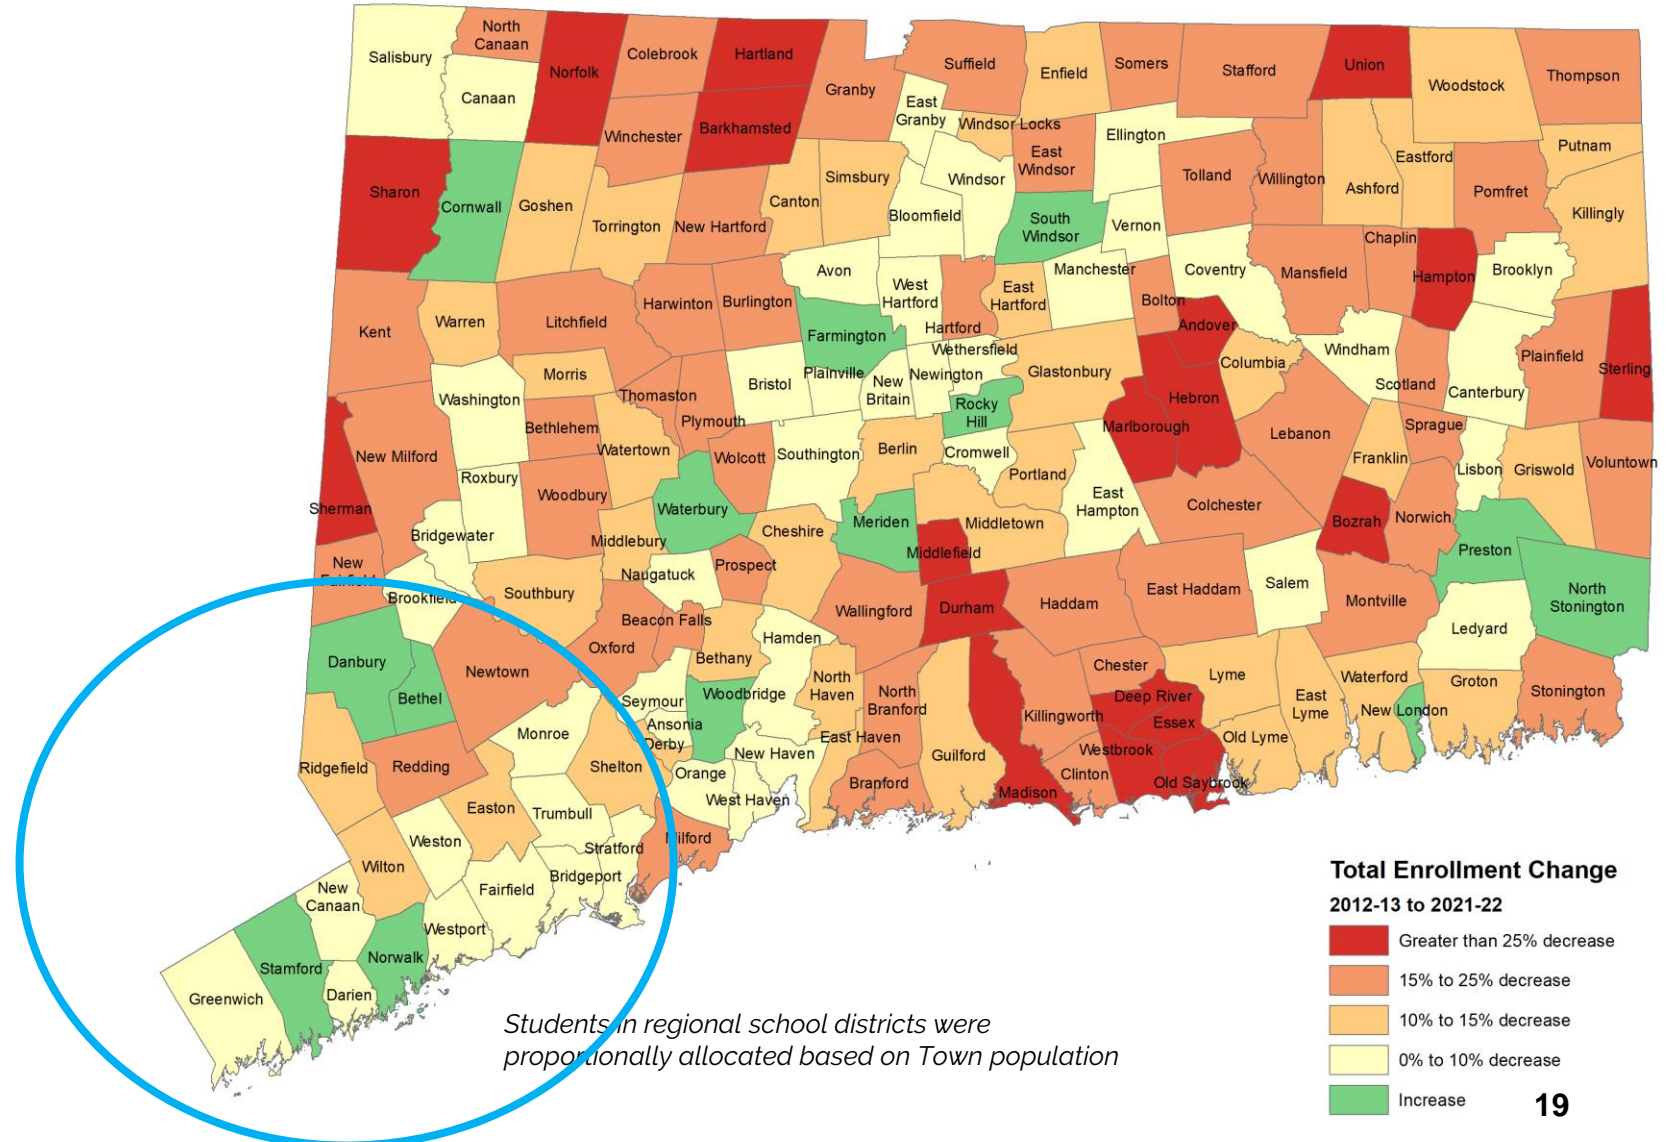 Salisbury
North
Canaan
Canaan
Norfolk
Colebrook
Hartland
Granby
Suffield
Enfield
Somers
Stafford
Union
Woodstock
Thompson
Winchester
Barkhamsted
East
Granby
Windsor Locks
East
Windsor
Ellington
Eastford
Putnam
Sharon
Cornwall
Goshen
Torrington
New Hartford
Canton
Simsbury
Bloomfield
Windsor
South
Windsor
Vernon
Tolland
Willington
Ashford
Pomfret
Killingly
Kent
Warren
Litchfield
Harwinton
Burlington
Avon
West
Hartford
Hartford
East
Hartford
Manchester
Bolton
Coventry
Mansfield
Chaplin
Hampton
Brooklyn
Farmington
Andover
Morris
Thomaston
Plymouth
Bristol
Plainville
New
Britain
Newington
Wethersfield
Glastonbury
Columbia
Windham
Scotland
Canterbury
Plainfield
Sterling
Washington
Bethlehem
Watertown
Rocky
Hill
Hebron
Marlborough
Lebanon
Sprague
New Milford
Wolcott
Southington
Berlin
Cromwell
Portland
Franklin
Lisbon
Griswold
Voluntown
Roxbury
Woodbury
Waterbury
Meriden
Middletown
East
Hampton
Colchester
Bozrah
Norwich
Preston
Sherman
Bridgewater
Middlebury
Cheshire
Middlefield
North
Stonington
New
Fairfield
Brookfield
Southbury
Naugatuck
Prospect
Wallingford
Durham
Haddam
East Haddam
Salem
Montville
Ledyard
Beacon Falls
Oxford
Bethany
Hamden
Danbury
Bethel
Newtown
Seymour
Woodbridge
North
Haven
North
Branford
Killingworth
Chester
Deep River
Essex
Lyme
East
Lyme
Waterford
New London
Groton
Stonington
Monroe
Ansonia
Derby
New Haven
East Haven
Guilford
Westbrook
Old Lyme
Ridgefield
Redding
Shelton
Orange
West Haven
Branford
Madison
Clinton
Old Saybrook
Easton
Trumbull
Weston
Stratford
Milford
Wilton
New
Canaan
Fairfield
Bridgeport
Westport
Norwalk
Stamford
Darien
Greenwich
Students in regional school districts were
proportionally allocated based on Town population
Total Enrollment Change
2012-13 to 2021-22
Greater than 25% decrease
15% to 25% decrease
10% to 15% decrease
0% to 10% decrease
Increase
19